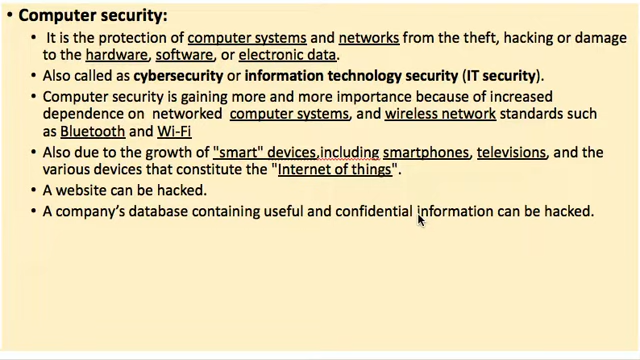 • Computer security:
• It is the protection of computer systems and networks from the theft, hacking or damage
to the hardware, software, or electronic data.
• Also called as cybersecurity or information technology security (IT security).
• Computer security is gaining more and more importance because of increased
dependence on networked computer systems, and wireless network standards such
as Bluetooth and Wi-Fi
• Also due to the growth of "smart" devices,including smartphones, televisions, and the
various devices that constitute the "Internet of things".
• A website can be hacked.
• A company's database containing useful and confidential information can be hacked.